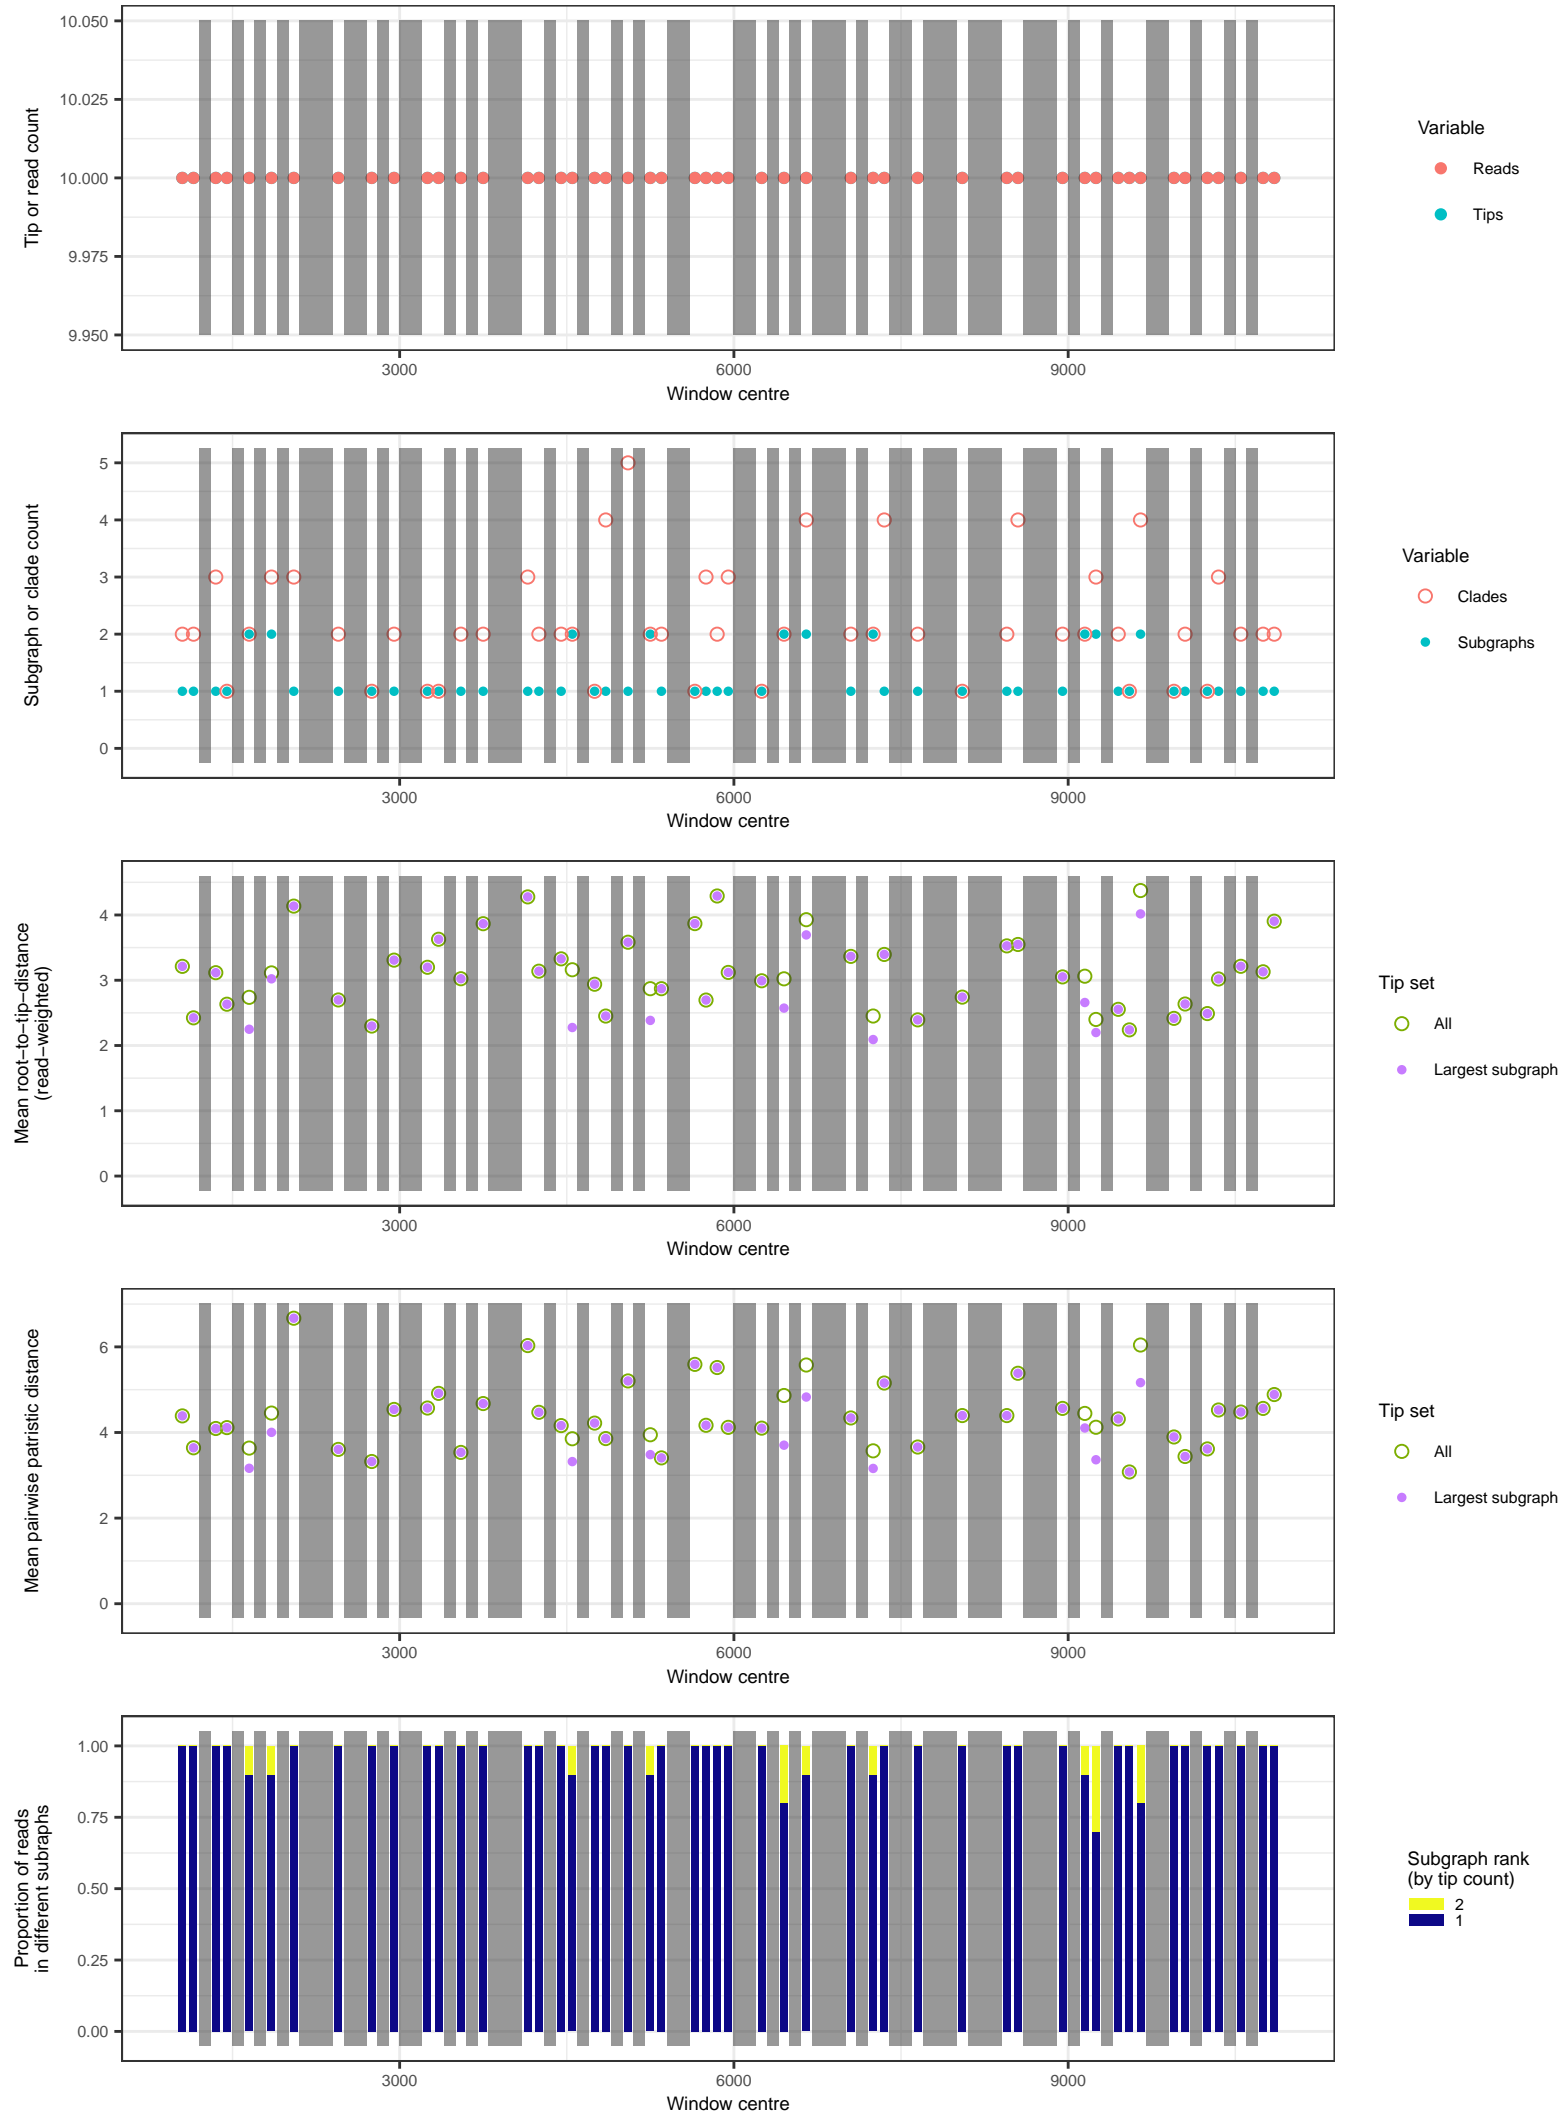 10.050
10.025
10.000
9.975
9.950
Tip or read count
3000 6000 9000
Window centre
Variable
Reads
Tips
5
4
3
2
1
0
Subgraph or clade count
3000 6000 9000
Window centre
Variable
Clades
Subgraphs
4
3
2
1
0
Mean root−to−tip−distance
(read−weighted)
3000 6000 9000
Window centre
Tip set
All
Largest subgraph
6
4
2
0
Mean pairwise patristic distance
3000 6000 9000
Window centre
Tip set
All
Largest subgraph
1.00
0.75
0.50
0.25
0.00
Proportion of reads
in different subraphs
3000 6000 9000
Window centre
Subgraph rank
(by tip count)
2
1